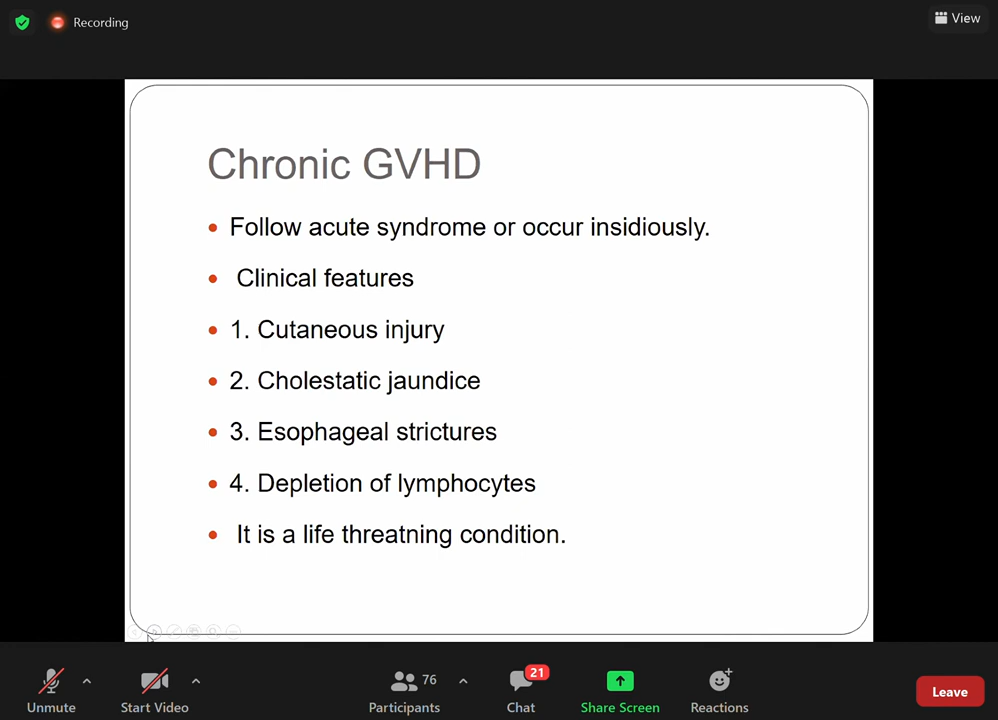 Recording
View
Chronic GVHD
• Follow acute syndrome or occur insidiously.
• Clinical features
• 1. Cutaneous injury
• 2. Cholestatic jaundice
• 3. Esophageal strictures
• 4. Depletion of lymphocytes
• It is a life threatning condition.
76
21
Unmute
Start Video
Participants
Chat
Share Screen
Reactions
Leave